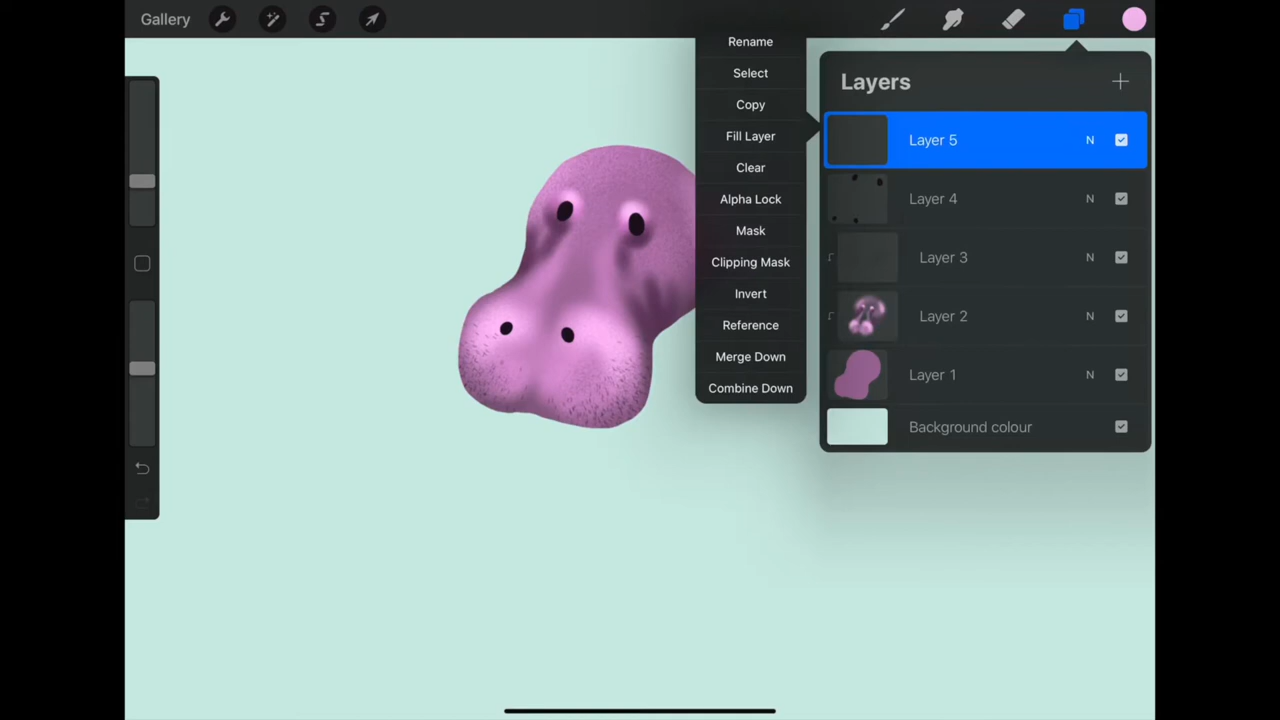 Gallery
Rename
Select
Copy
Fill Layer
Clear
Alpha Lock
Mask
Clipping Mask
Invert
Reference
Merge Down
Combine Down
Layers
Layer 5 N
Layer 4 N
Layer 3 N
Layer 2 N
Layer 1 N
Background colour